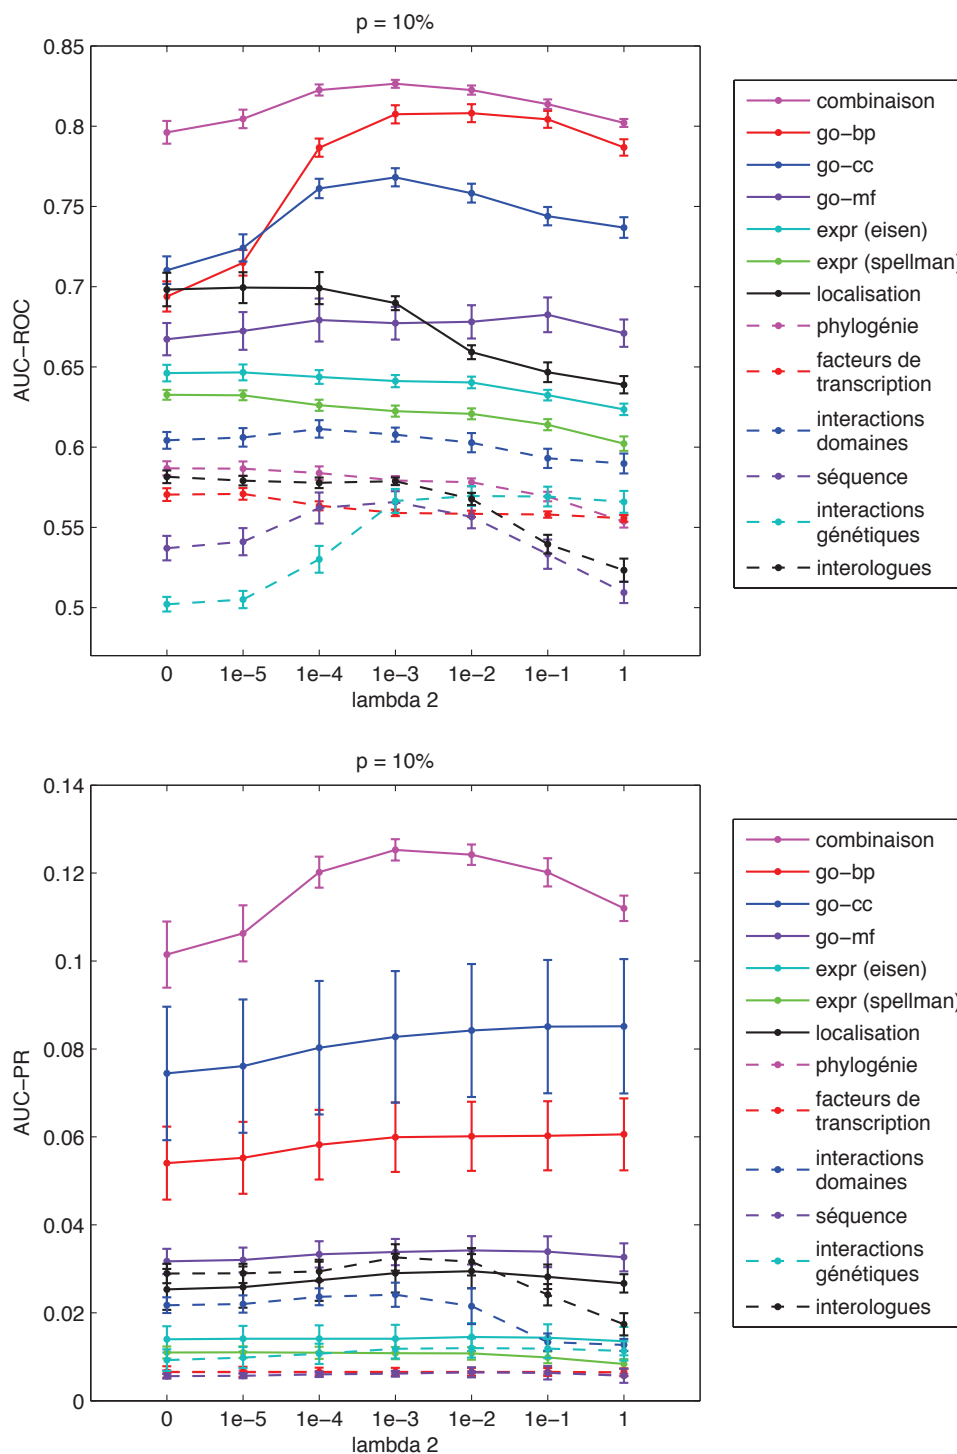 p = 10%
0.85
0.8
0.75
0.7
0.65
0.6
0.55
0.5
AUC−ROC
0 1e−5 1e−4 1e−3 1e−2 1e−1 1
lambda 2
combinaison
go−bp
go−cc
go−mf
expr (eisen)
expr (spellman)
localisation
phylogénie
facteurs de
transcription
interactions
domaines
séquence
interactions
génétiques
interologues
p = 10%
0.14
0.12
0.1
0.08
0.06
0.04
0.02
0
AUC−PR
0 1e−5 1e−4 1e−3 1e−2 1e−1 1
lambda 2
combinaison
go−bp
go−cc
go−mf
expr (eisen)
expr (spellman)
localisation
phylogénie
facteurs de
transcription
interactions
domaines
séquence
interactions
génétiques
interologues